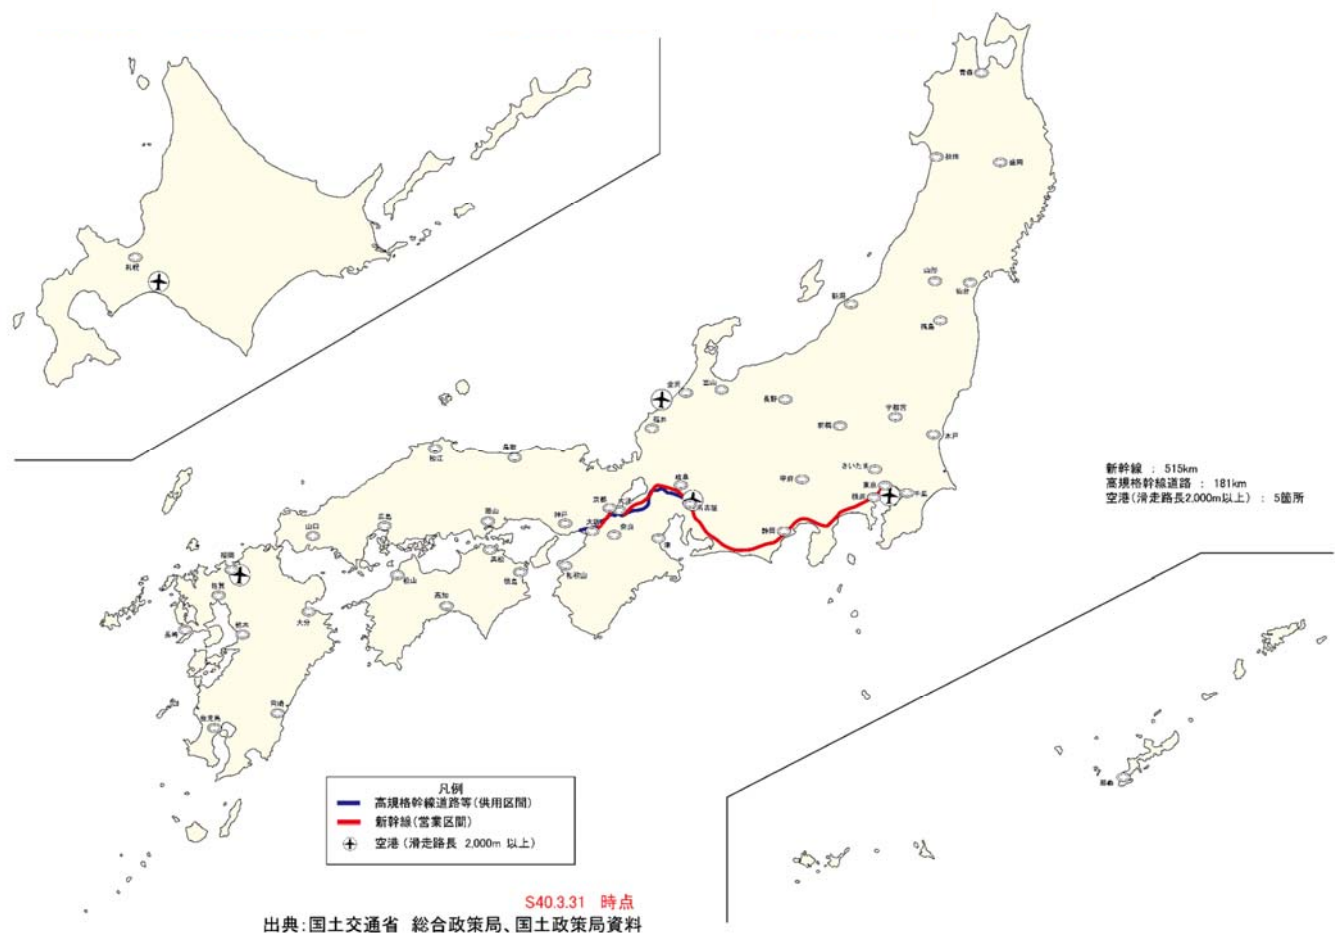 青森
秋田
盛岡
札幌
山形
仙台
新潟
福島
金沢
富山
長野
宇都宮
福井
前橋
水戸
鳥取
松江
さいたま
新幹線 : 515km
高規格幹線道路 : 181km
空港(滑走路長2,000m以上) : 5箇所
岐阜
甲府
東京
千葉
横浜
京都
大津
名古屋
岡山
神戸
広島
大阪
静岡
山口
奈良
津
高松
福岡
徳島
和歌山
松山
佐賀
高知
大分
長崎
熊本
宮崎
鹿児島
那覇
凡例
高規格幹線道路等(供用区間)
新幹線(営業区間)
空港(滑走路長 2,000m 以上)
S40.3.31 時点
出典:国土交通省 総合政策局、国土政策局資料